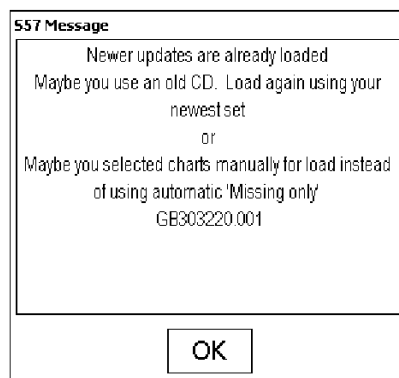 S57 Message
Newer updates are already loaded
Maybe you use an old CD. Load again using your
newest set
or
Maybe you selected charts manually for load instead
of using automatic 'Missing only'
GB303220.001
OK